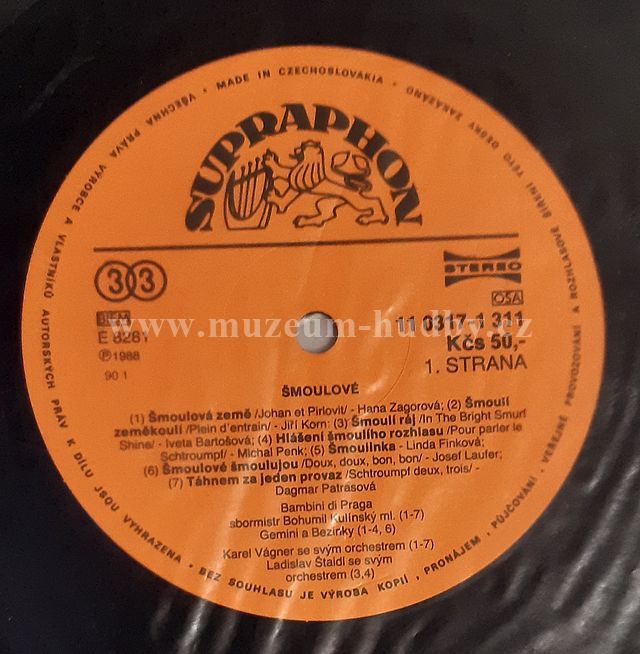 VŠECHNA PRÁVA VÝROBCE A VLASTNÍKŮ AUTORSKÝCH PRÁV K DÍLU JSOU VYHRAZENA • BEZ SOUHLASU JE VÝROBA KOPIÍ, PRONÁJEM, PŮJČOVÁNÍ, VEŘEJNÉ PROVOZOVÁNÍ A ROZHLASOVÉ ŠÍŘENÍ TÉTO DESKY ZAKÁZÁNO • MADE IN CZECHOSLOVAKIA •
SUPRAPHON
33
STEREO
BIEM
OSA
E 8281
11 0317-1 311
www.muzeum-hudby.cz
℗1988
Kčs 50,-
90 1
1. STRANA
ŠMOULOVÉ
(1) Šmoulová země /Johan et Pirlovit/ - Hana Zagorová; (2) Šmoulí
zeměkoulí /Plein d'entrain/ - Jiří Korn; (3) Šmoulí ráj /In The Bright Smurf
Shine/ - Iveta Bartošová; (4) Hlášení šmoulího rozhlasu /Pour parler le
Schtroumpf/ - Michal Penk; (5) Šmoulinka - Linda Finková;
(6) Šmoulové šmoulujou /Doux, doux, bon, bon/ - Josef Laufer;
(7) Táhnem za jeden provaz /Schtroumpf deux, trois/ -
Dagmar Patrasová
Bambini di Praga
sbormistr Bohumil Kulínský ml. (1-7)
Gemini a Bezinky (1-4, 6)
Karel Vágner se svým orchestrem (1-7)
Ladislav Štaidl se svým
orchestrem (3,4)